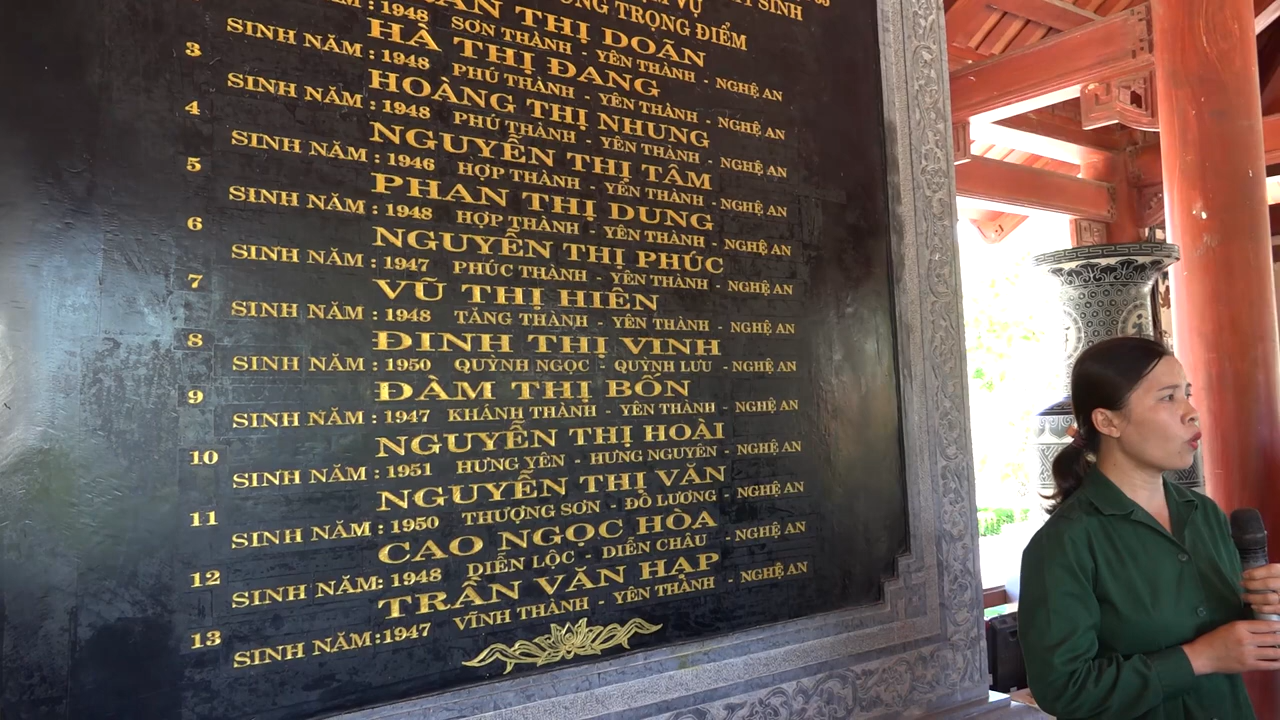 TRỌNG ĐIỂM
THỊ DOÃN
NĂM : 1948 SƠN THÀNH - YÊN THÀNH - NGHỆ AN
3 HÀ THỊ ĐANG
SINH NĂM : 1948 PHÚ THÀNH - YÊN THÀNH - NGHỆ AN
4 HOÀNG THỊ NHUNG
SINH NĂM : 1948 PHÚ THÀNH - YÊN THÀNH - NGHỆ AN
5 NGUYỄN THỊ TÂM
SINH NĂM : 1946 HỢP THÀNH - YÊN THÀNH - NGHỆ AN
6 PHAN THỊ DUNG
SINH NĂM : 1948 HỢP THÀNH - YÊN THÀNH - NGHỆ AN
7 NGUYỄN THỊ PHÚC
SINH NĂM : 1947 PHÚC THÀNH - YÊN THÀNH - NGHỆ AN
8 VŨ THỊ HIÊN
SINH NĂM : 1948 TĂNG THÀNH - YÊN THÀNH - NGHỆ AN
9 ĐINH THỊ VINH
SINH NĂM : 1950 QUỲNH NGỌC - QUỲNH LƯU - NGHỆ AN
10 ĐÀM THỊ BỐN
SINH NĂM : 1947 KHÁNH THÀNH - YÊN THÀNH - NGHỆ AN
11 NGUYỄN THỊ HOÀI
SINH NĂM : 1951 HƯNG YÊN - HƯNG NGUYÊN - NGHỆ AN
12 NGUYỄN THỊ VĂN
SINH NĂM : 1950 THƯỢNG SƠN - ĐÔ LƯƠNG - NGHỆ AN
13 CAO NGỌC HÒA
SINH NĂM: 1948 DIỄN LỘC - DIỄN CHÂU - NGHỆ AN
TRẦN VĂN HẠP
SINH NĂM:1947 VĨNH THÀNH - YÊN THÀNH - NGHỆ AN